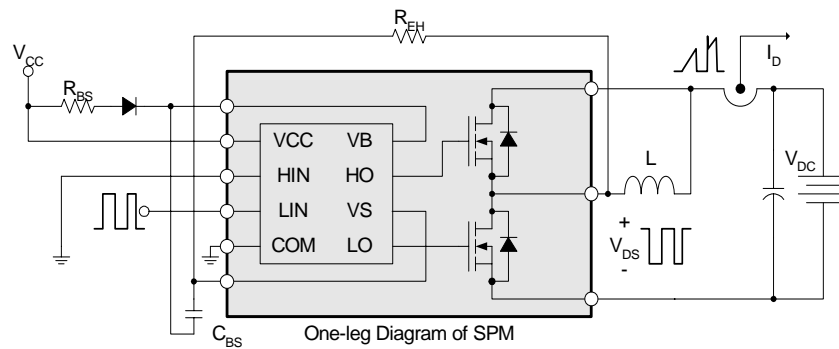 R_EH
V_CC
I_D
R_BS
VCC VB
L
V_DC
HIN HO
LIN VS
+
V_DS
-
COM LO
C_BS
One-leg Diagram of SPM